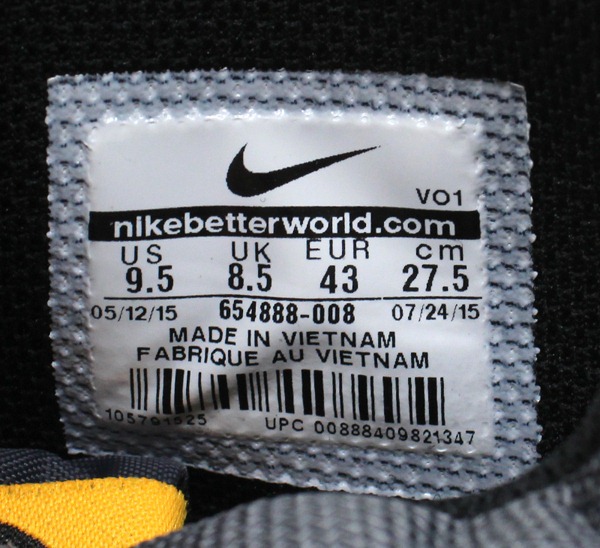 VO1
nikebetterworld.com
US UK EUR cm
9.5 8.5 43 27.5
05/12/15 654888-008 07/24/15
MADE IN VIETNAM
FABRIQUE AU VIETNAM
105791525 UPC 00888409821347